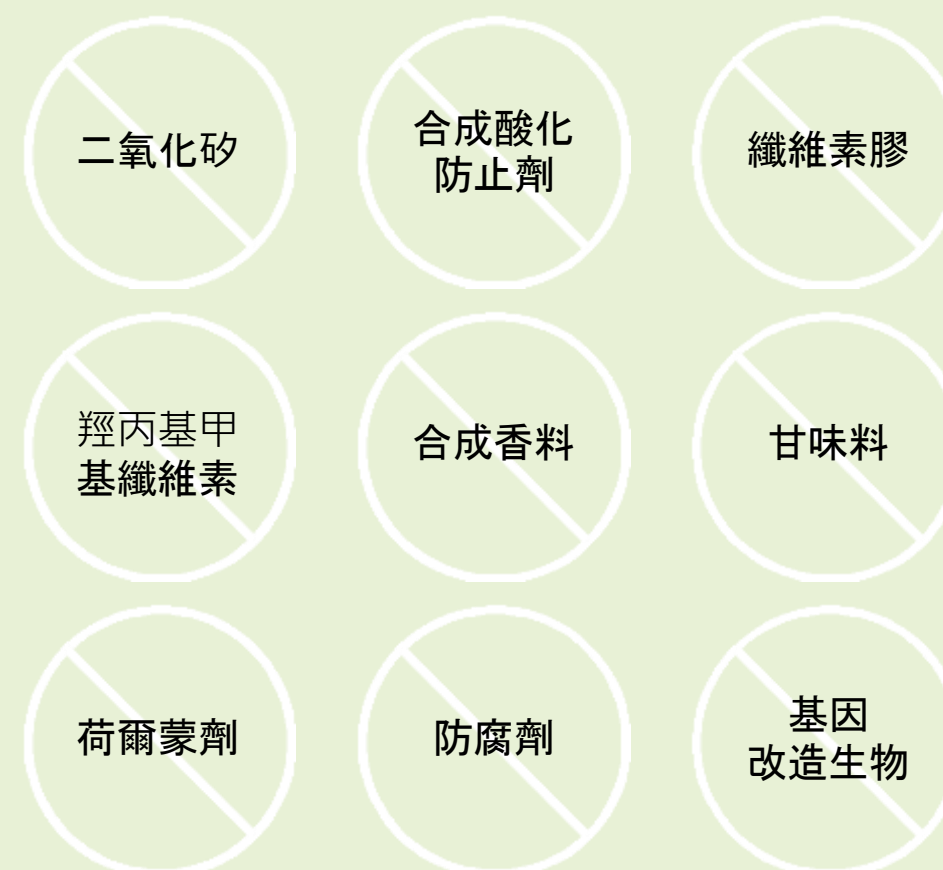 二氧化矽
合成酸化
防止劑
纖維素膠
羥丙基甲
基纖維素
合成香料
甘味料
荷爾蒙劑
防腐劑
基因
改造生物